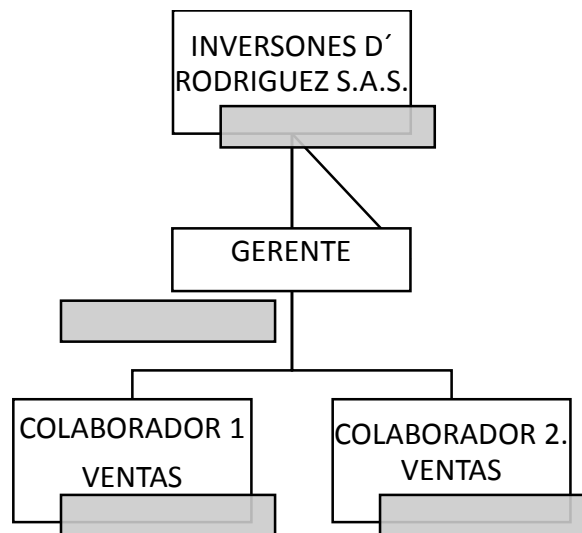 INVERSONES D´
RODRIGUEZ S.A.S.
GERENTE
COLABORADOR 1
VENTAS
COLABORADOR 2.
VENTAS